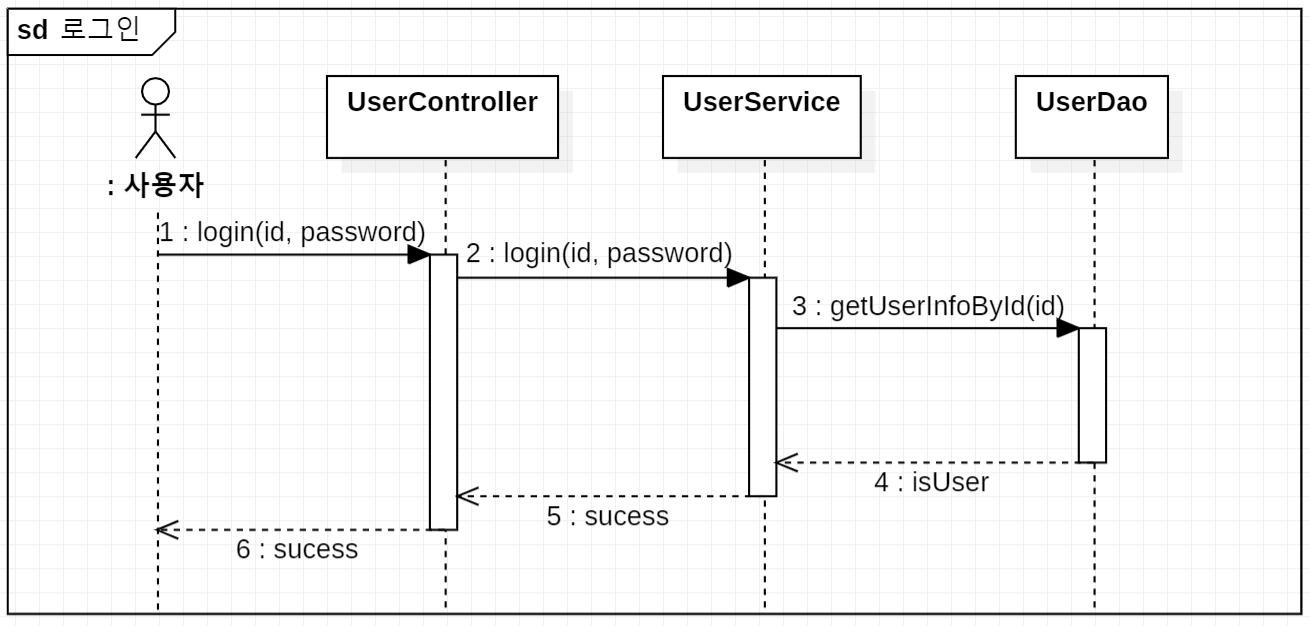 sd 로그인
: 사용자
UserController
UserService
UserDao
1 : login(id, password)
2 : login(id, password)
3 : getUserInfoById(id)
4 : isUser
5 : sucess
6 : sucess